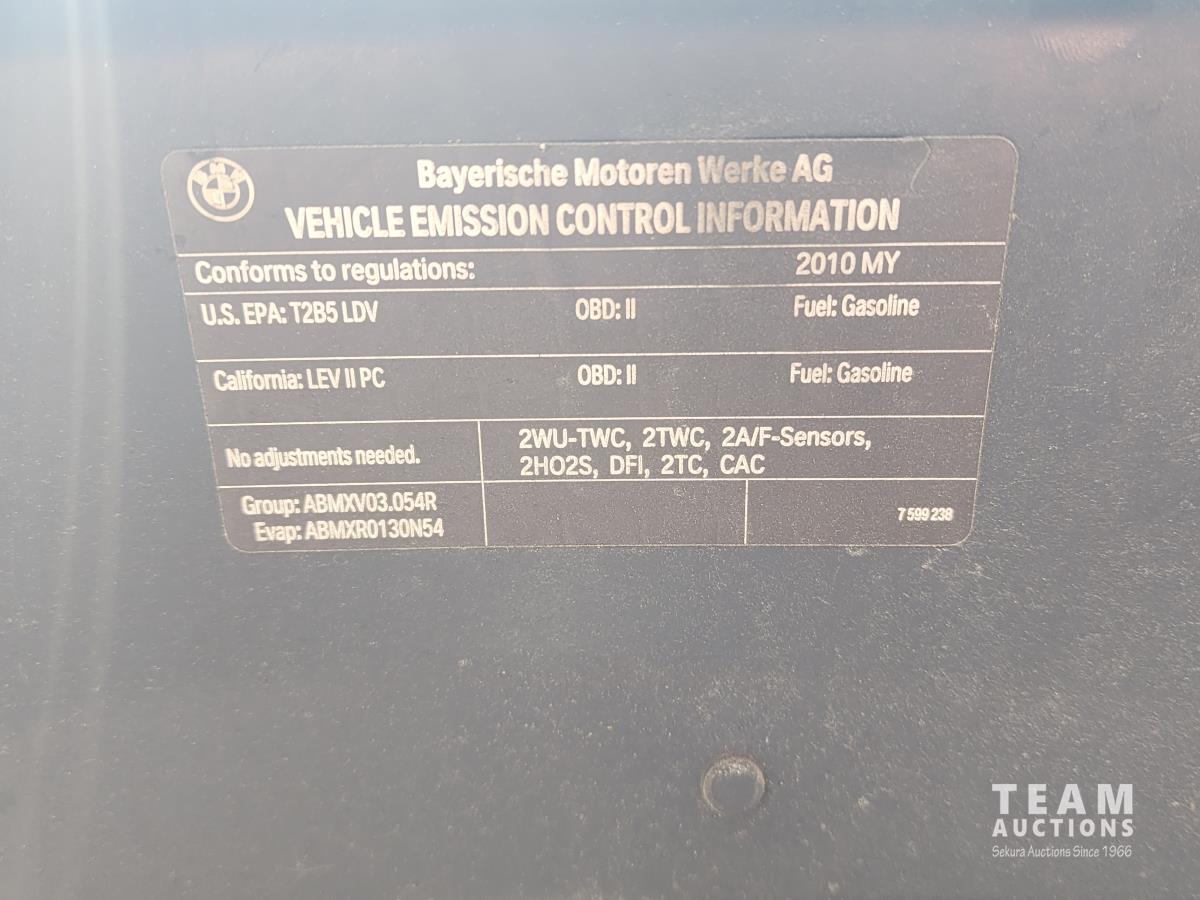 BMW
Bayerische Motoren Werke AG
VEHICLE EMISSION CONTROL INFORMATION
Conforms to regulations: 2010 MY
U.S. EPA: T2B5 LDV OBD: II Fuel: Gasoline
California: LEV II PC OBD: II Fuel: Gasoline
No adjustments needed.
2WU-TWC, 2TWC, 2A/F-Sensors,
2HO2S, DFI, 2TC, CAC
Group: ABMXV03.054R
Evap: ABMXR0130N54
7 599 238
TEAM
AUCTIONS
Sekura Auctions Since 1966